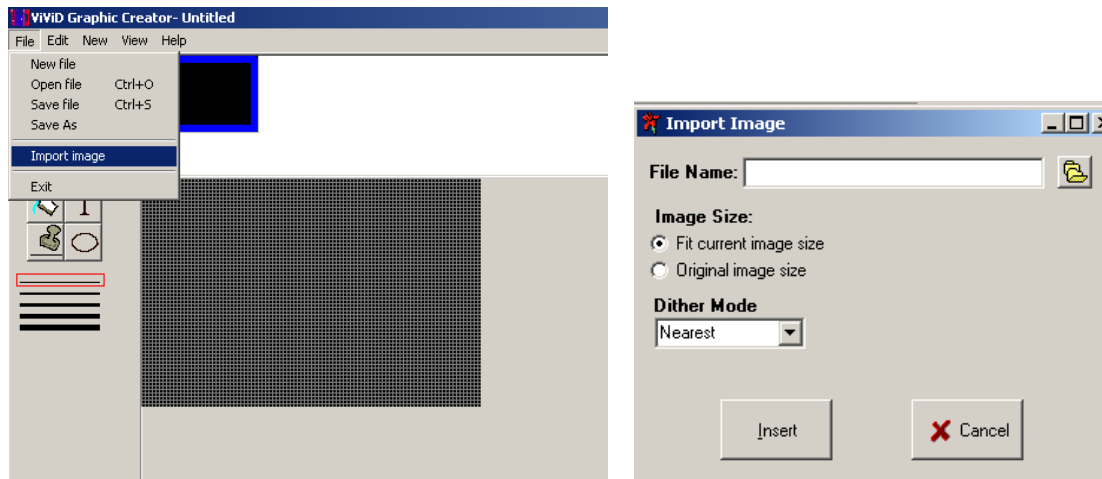 ViViD Graphic Creator- Untitled
File Edit New View Help
New file
Open file Ctrl+O
Save file Ctrl+S
Save As
Import image
Exit
Import Image
File Name:
Image Size:
Fit current image size
Original image size
Dither Mode
Nearest
Insert
Cancel